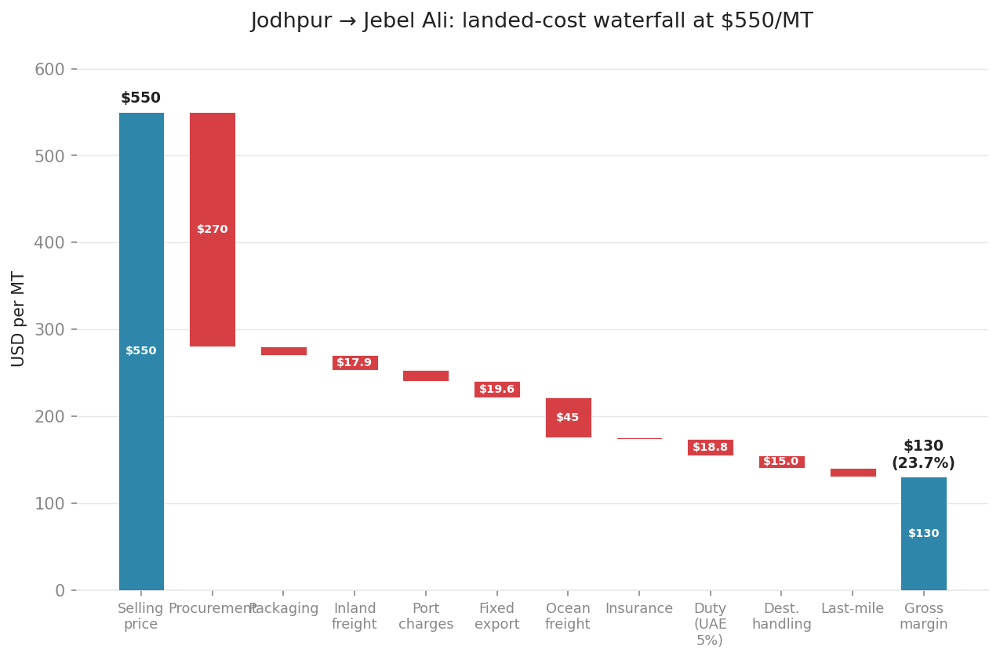 Jodhpur → Jebel Ali: landed-cost waterfall at $550/MT
USD per MT
600
500
400
300
200
100
0
$550
$550
$270
$17.9
$19.6
$45
$18.8
$15.0
$130
(23.7%)
$130
Selling
price
Procurement
Packaging
Inland
freight
Port
charges
Fixed
export
Ocean
freight
Insurance
Duty
(UAE
5%)
Dest.
handling
Last-mile
Gross
margin